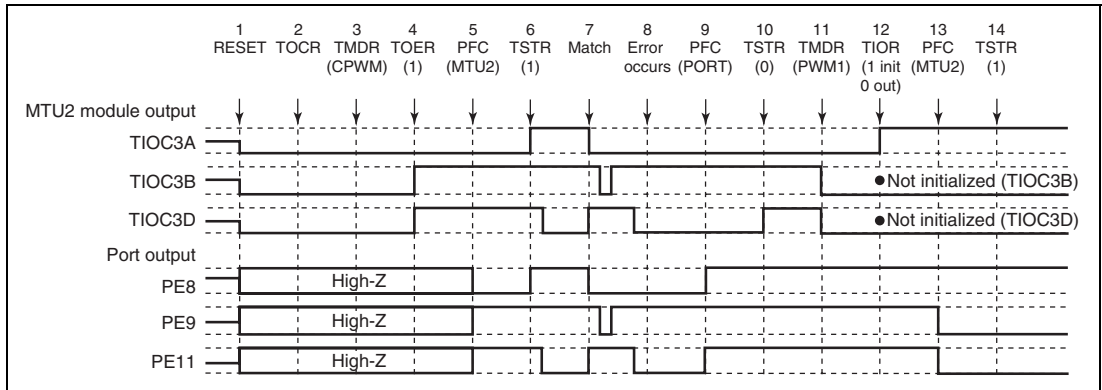 1 2 3 4 5 6 7 8 9 10 11 12 13 14
RESET TOCR TMDR TOER PFC TSTR Match Error PFC TSTR TMDR TIOR PFC TSTR
(CPWM) (1) (MTU2) (1) occurs (PORT) (0) (PWM1) (1 init (MTU2) (1)
0 out)
MTU2 module output
TIOC3A
TIOC3B
Not initialized (TIOC3B)
TIOC3D
Not initialized (TIOC3D)
Port output
PE8
High-Z
PE9
High-Z
PE11
High-Z